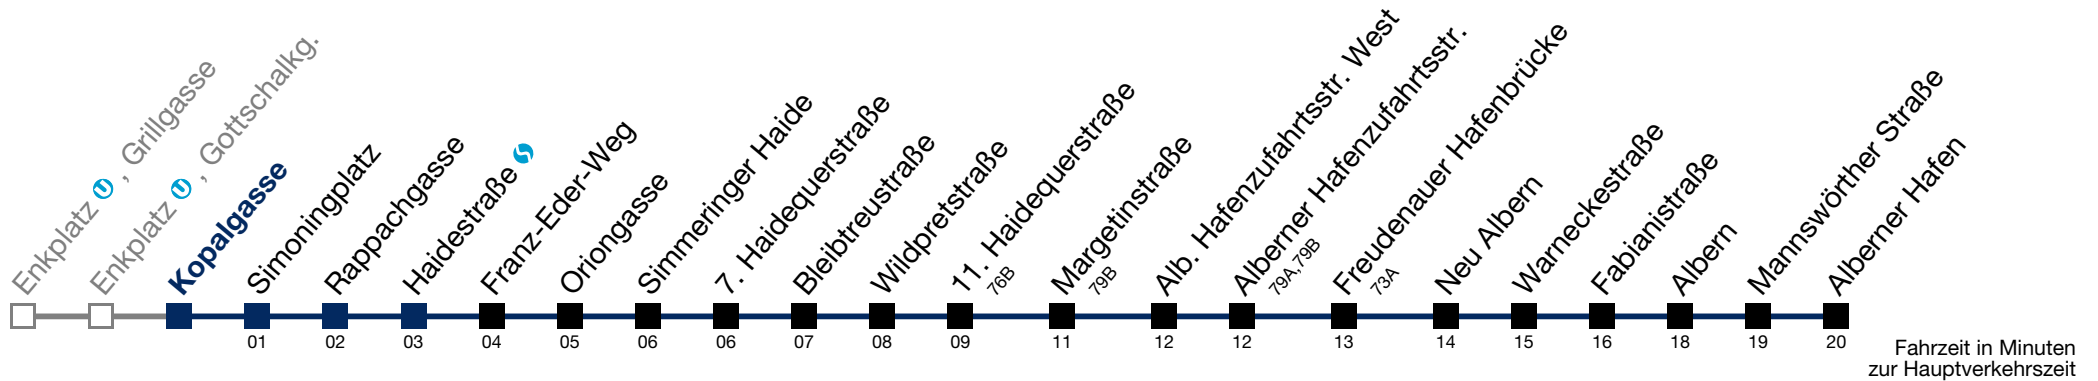 Enkplatz U , Grillgasse
Enkplatz U , Gottschalkg.
Kopalgasse
Simoningplatz
Rappachgasse
Haidestraße S
Franz-Eder-Weg
Oriongasse
Simmeringer Haide
7. Haidequerstraße
Bleibtreustraße
Wildpretstraße
11. Haidequerstraße
76B
Margetinstraße
79B
Alb. Hafenzufahrtsstr. West
Alberner Hafenzufahrtsstr.
79A,79B
Freudenauer Hafenbrücke
73A
Neu Albern
Warneckestraße
Fabianistraße
Albern
Mannswörther Straße
Alberner Hafen
01 02 03 04 05 06 06 07 08 09 11 12 12 13 14 15 16 18 19 20
Fahrzeit in Minuten
zur Hauptverkehrszeit